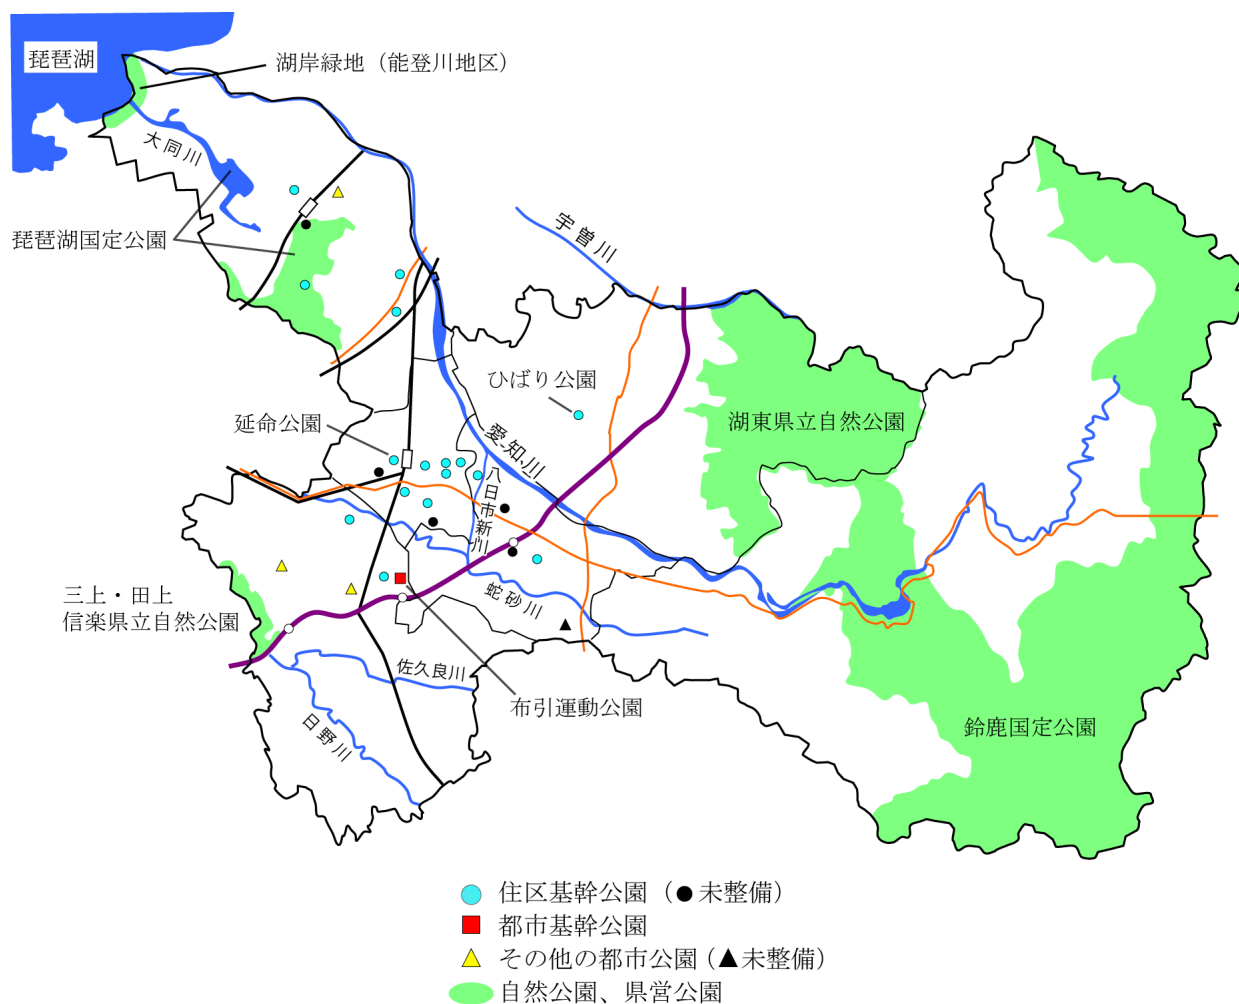 琵琶湖
湖岸緑地（能登川地区）
大同川
琵琶湖国定公園
宇曽川
ひばり公園
延命公園
愛知川
湖東県立自然公園
八日市新川
三上・田上
信楽県立自然公園
蛇砂川
佐久良川
布引運動公園
日野川
鈴鹿国定公園
住区基幹公園（●未整備）
都市基幹公園
その他の都市公園（▲未整備）
自然公園、県営公園